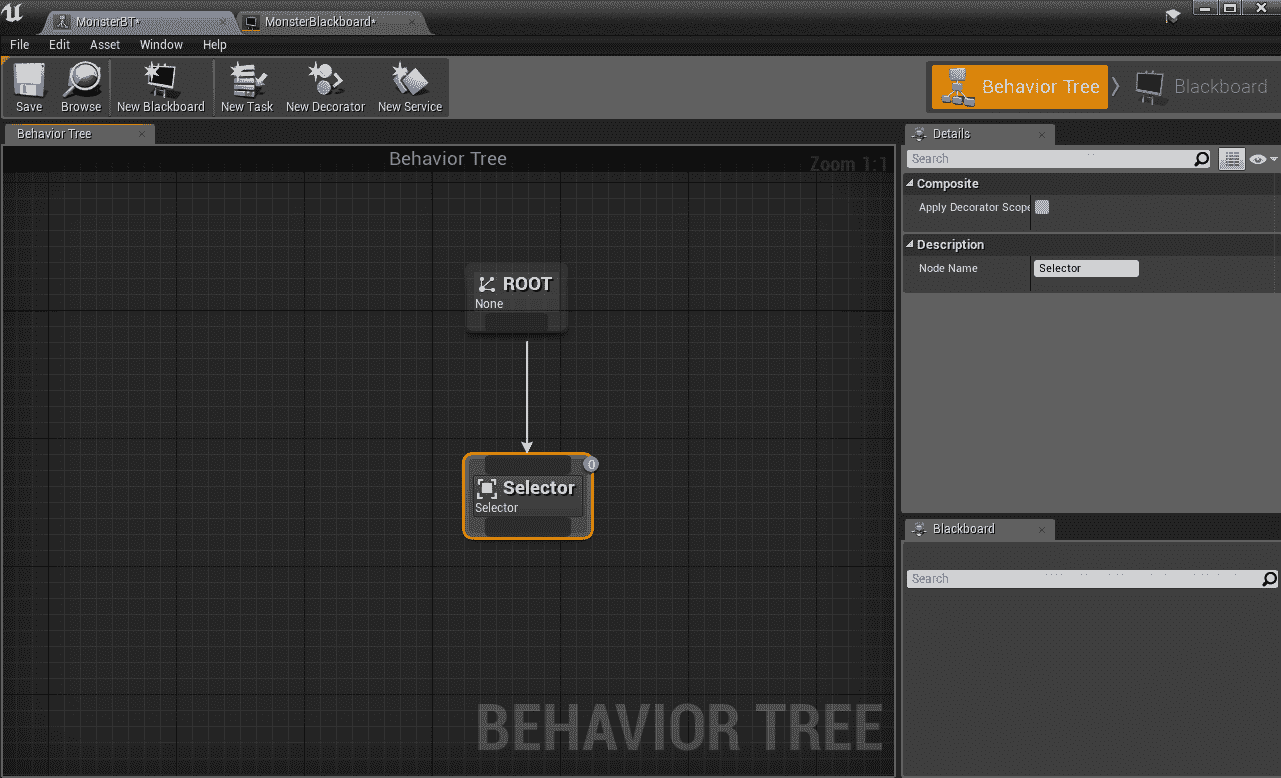 MonsterBT* MonsterBlackboard*
File Edit Asset Window Help
Save Browse New Blackboard New Task New Decorator New Service Behavior Tree Blackboard
Behavior Tree
Behavior Tree
Zoom 1:1
ROOT
None
0
Selector
Selector
BEHAVIOR TREE
Details
Search
Composite
Apply Decorator Scope
Description
Node Name Selector
Blackboard
Search